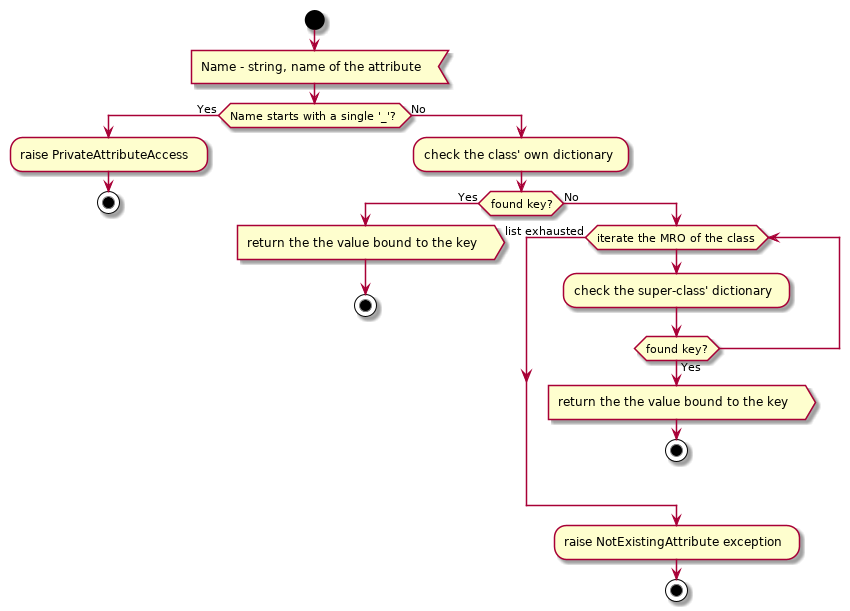 Name - string, name of the attribute
Yes
Name starts with a single '_'?
No
raise PrivateAttributeAccess
check the class' own dictionary
Yes
found key?
No
return the the value bound to the key
list exhausted
iterate the MRO of the class
check the super-class' dictionary
found key?
Yes
return the the value bound to the key
raise NotExistingAttribute exception